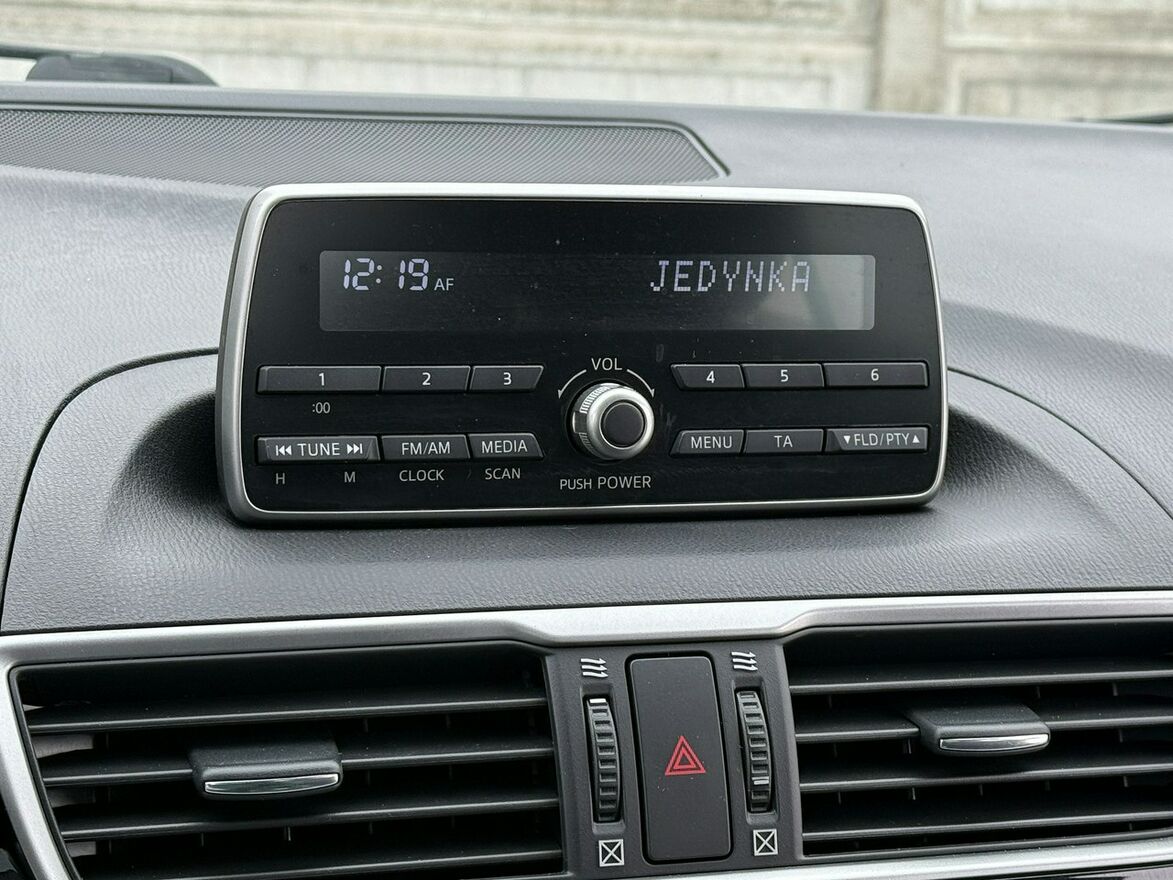 12:19 AF JEDYNKA
VOL
1 2 3 4 5 6
:00
TUNE FM/AM MEDIA MENU TA ▼FLD/PTY▲
H M CLOCK SCAN
PUSH POWER